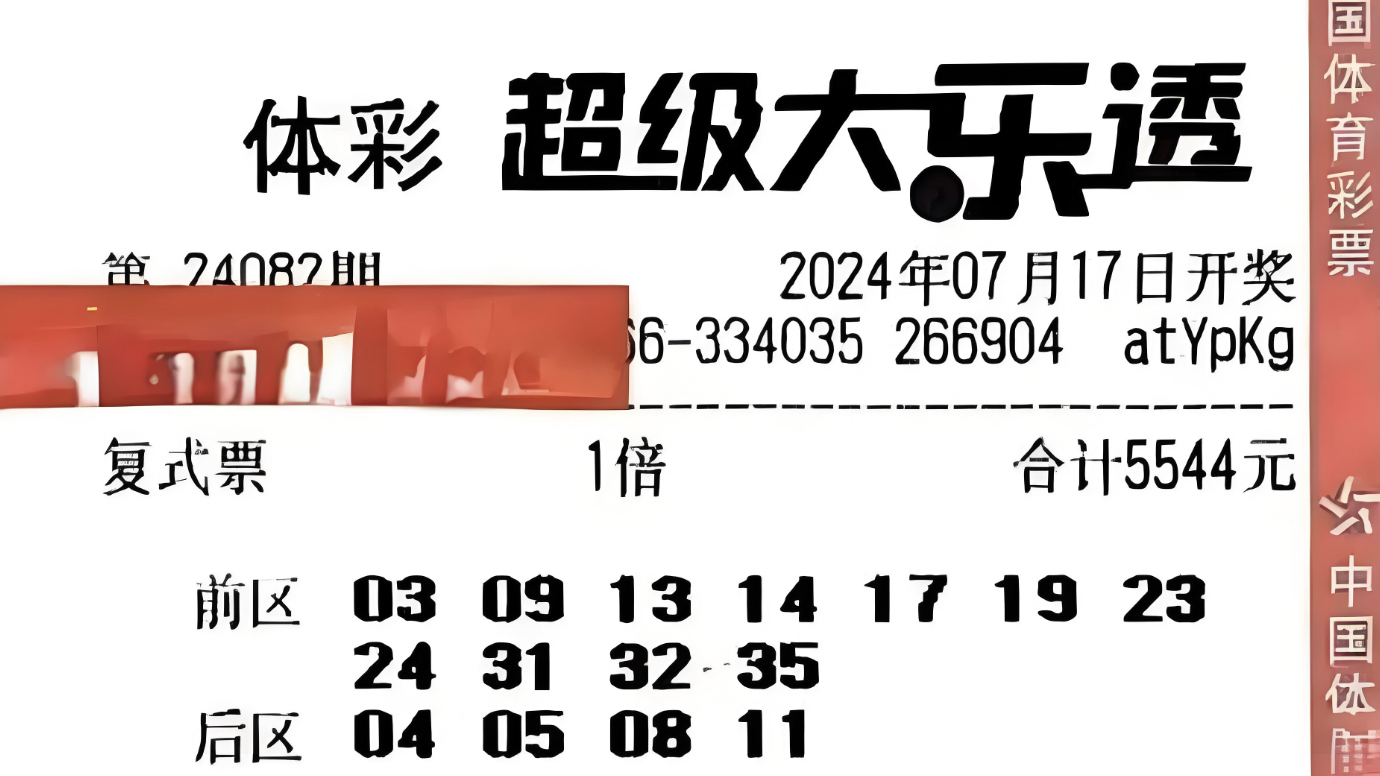 体彩 超级大乐透
第 24082期 2024年07月17日开奖
66-334035 266904 atYpKg
复式票 1倍 合计5544元
前区 03 09 13 14 17 19 23
24 31 32 35
后区 04 05 08 11
国体育彩票
中国体